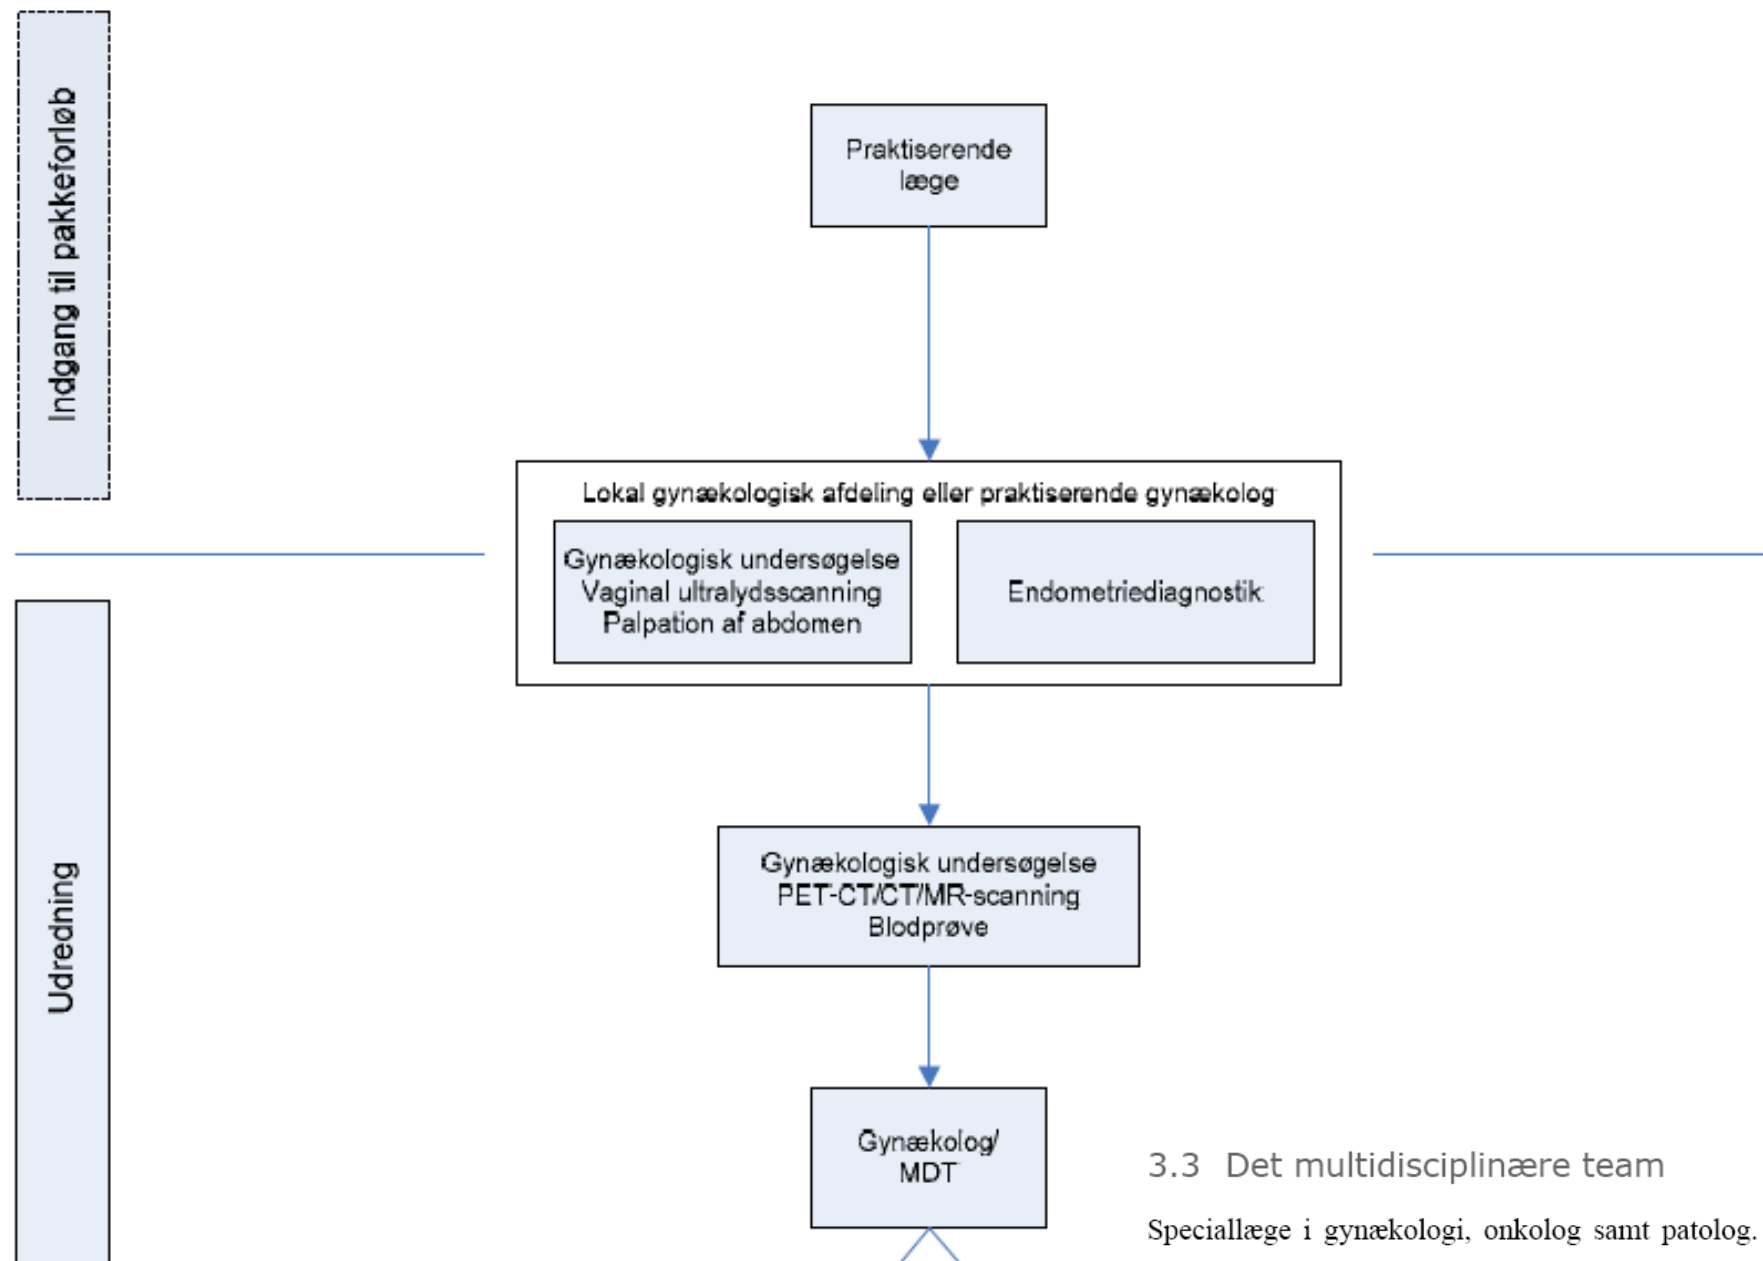 Indgang til pakkeforløb
Praktiserende
læge
Lokal gynækologisk afdeling eller praktiserende gynækolog
Gynækologisk undersøgelse
Vaginal ultralydsscanning
Palpation af abdomen
Endometriediagnostik
Udredning
Gynækologisk undersøgelse
PET-CT/CT/MR-scanning
Blodprøve
Gynækolog/
MDT
3.3 Det multidisciplinære team
Speciallæge i gynækologi, onkolog samt patolog.